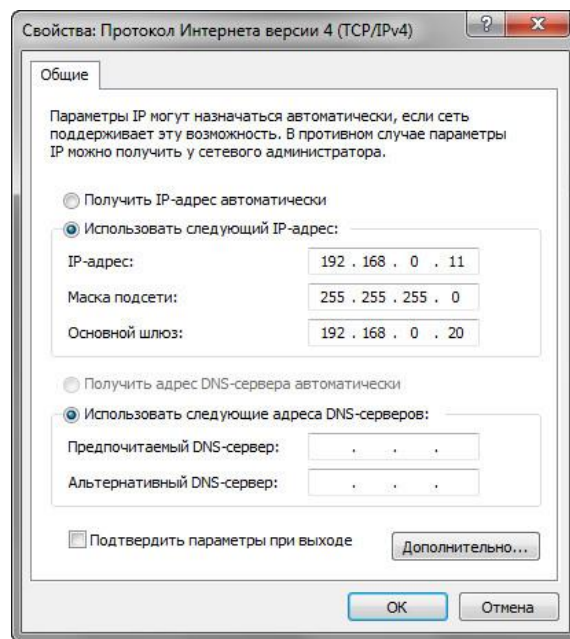 Свойства: Протокол Интернета версии 4 (TCP/IPv4)
Общие
Параметры IP могут назначаться автоматически, если сеть
поддерживает эту возможность. В противном случае параметры
IP можно получить у сетевого администратора.
Получить IP-адрес автоматически
Использовать следующий IP-адрес:
IP-адрес: 192 . 168 . 0 . 11
Маска подсети: 255 . 255 . 255 . 0
Основной шлюз: 192 . 168 . 0 . 20
Получить адрес DNS-сервера автоматически
Использовать следующие адреса DNS-серверов:
Предпочитаемый DNS-сервер: . . .
Альтернативный DNS-сервер: . . .
Подтвердить параметры при выходе
Дополнительно...
ОК Отмена